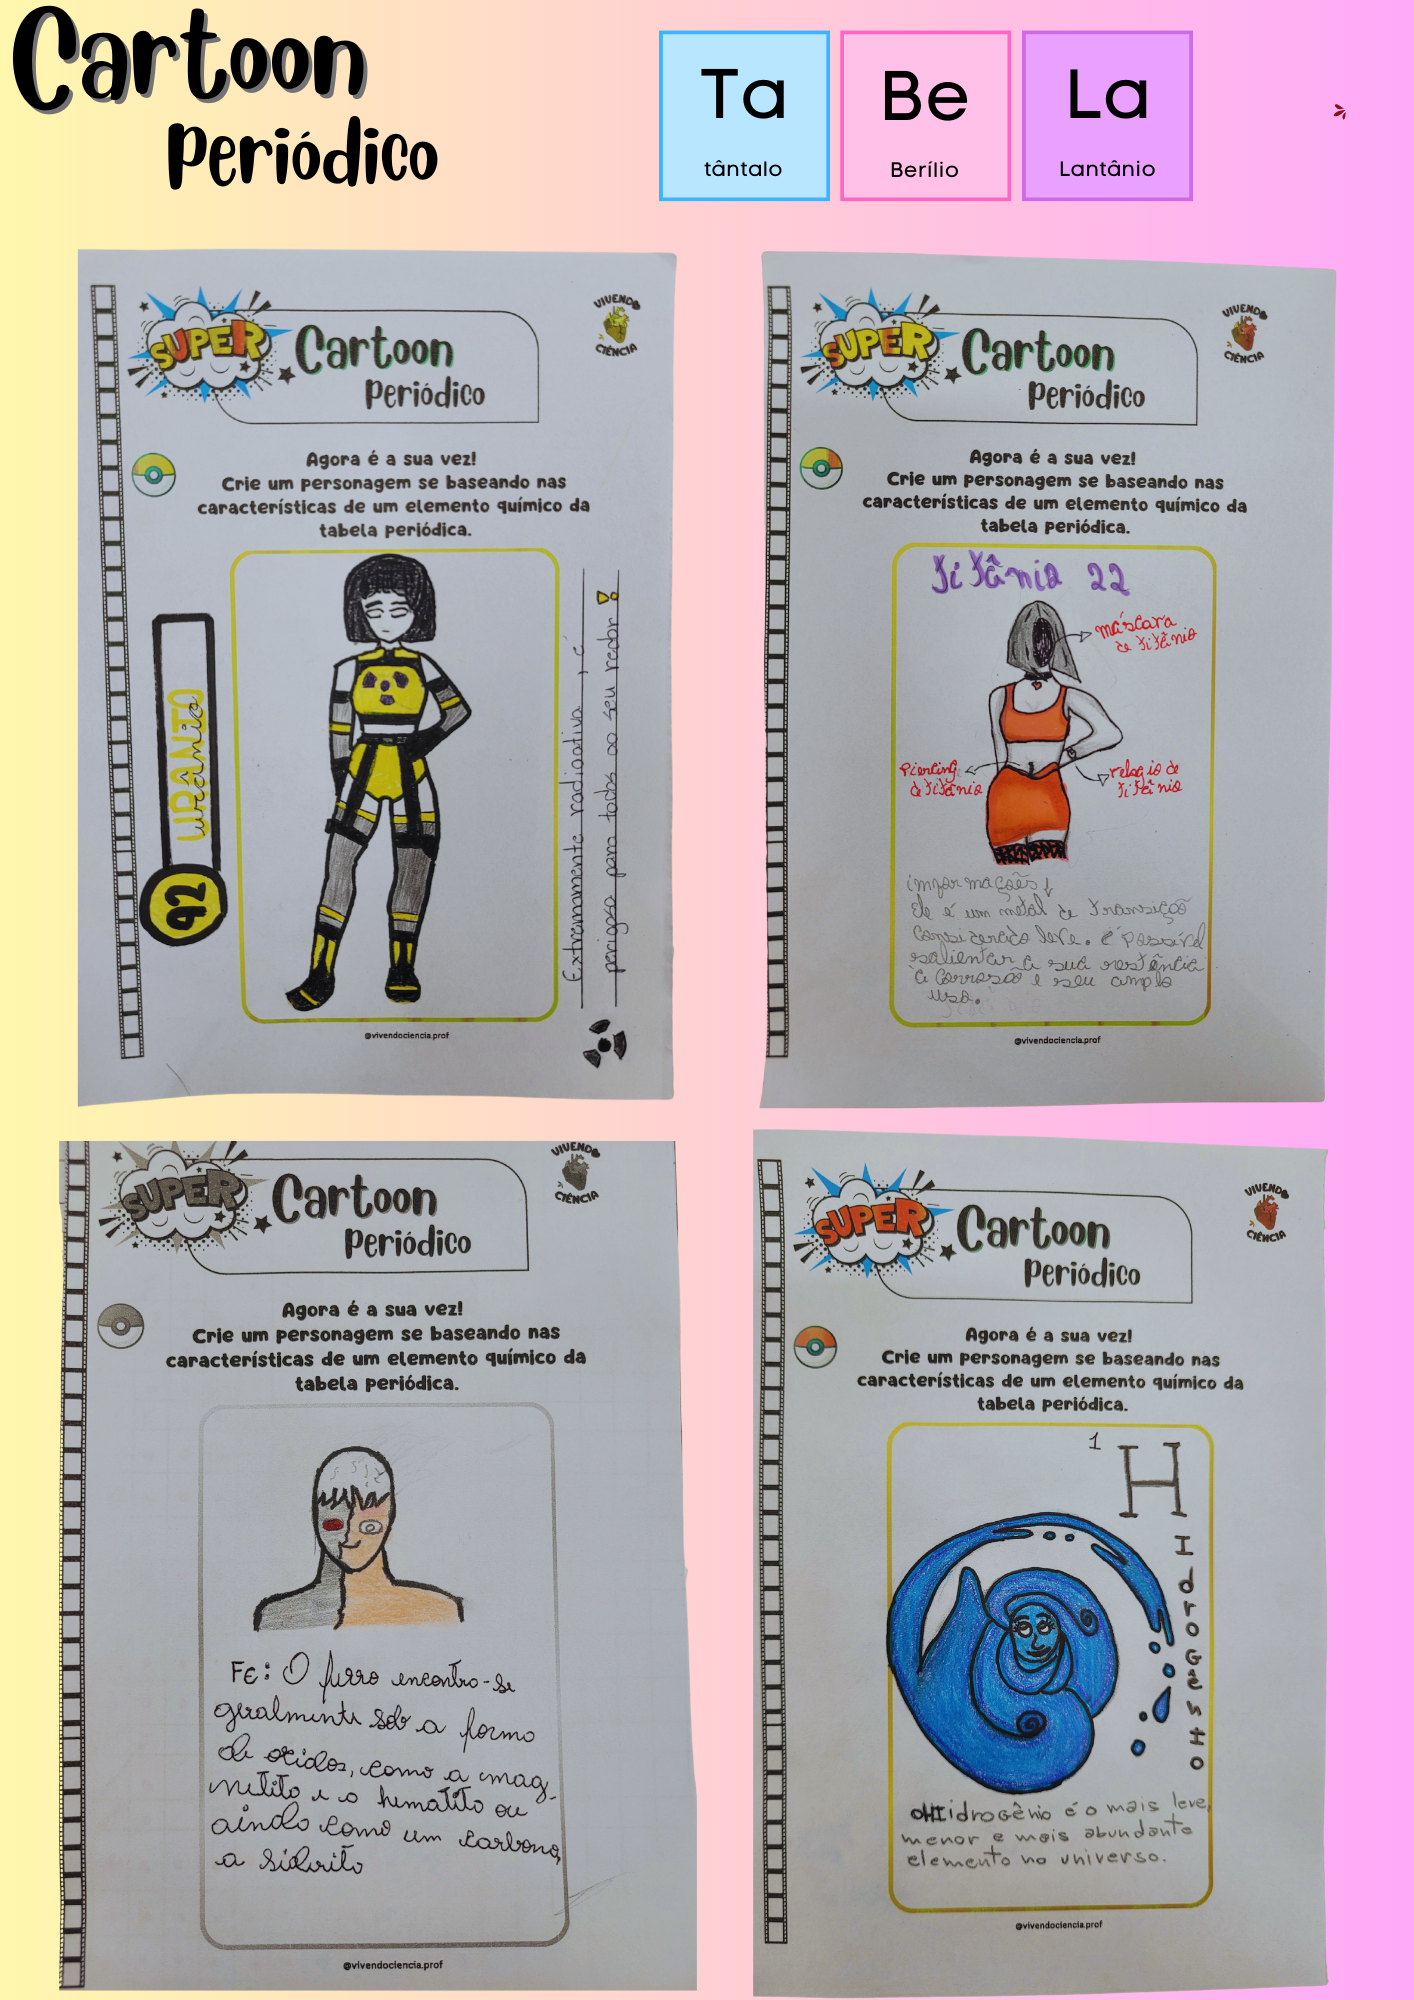 Cartoon
Periódico
Ta
tântalo
Be
Berílio
La
Lantânio
SUPER
Cartoon
Periódico
VIVENDO
CIÊNCIA
Agora é a sua vez!
Crie um personagem se baseando nas
características de um elemento químico da
tabela periódica.
92
URANIO
urânio
Extremamente radioativa, é
perigosa para todos ao seu redor!
@vivendociencia.prof
SUPER
Cartoon
Periódico
VIVENDO
CIÊNCIA
Agora é a sua vez!
Crie um personagem se baseando nas
características de um elemento químico da
tabela periódica.
Titânio 22
máscara
de titânio
Piercing
de titânio
relogio de
titânio
informações
Ele é um metal de transição
considerado leve. é possível
salientar a sua
a corrosão e seu amplo
uso.
@vivendociencia.prof
SUPER
Cartoon
Periódico
VIVENDO
CIÊNCIA
Agora é a sua vez!
Crie um personagem se baseando nas
características de um elemento químico da
tabela periódica.
Fe: O ferro encontra-se
geralmente sob a forma
de oxidos, como a mag-
netita e a hematita ou
ainda como um carbono,
a siderita
@vivendociencia.prof
SUPER
Cartoon
Periódico
VIVENDO
CIÊNCIA
Agora é a sua vez!
Crie um personagem se baseando nas
características de um elemento químico da
tabela periódica.
1
H
Hidrogênio
o Hidrogênio é o mais leve,
menor e mais abundante
elemento no universo.
@vivendociencia.prof